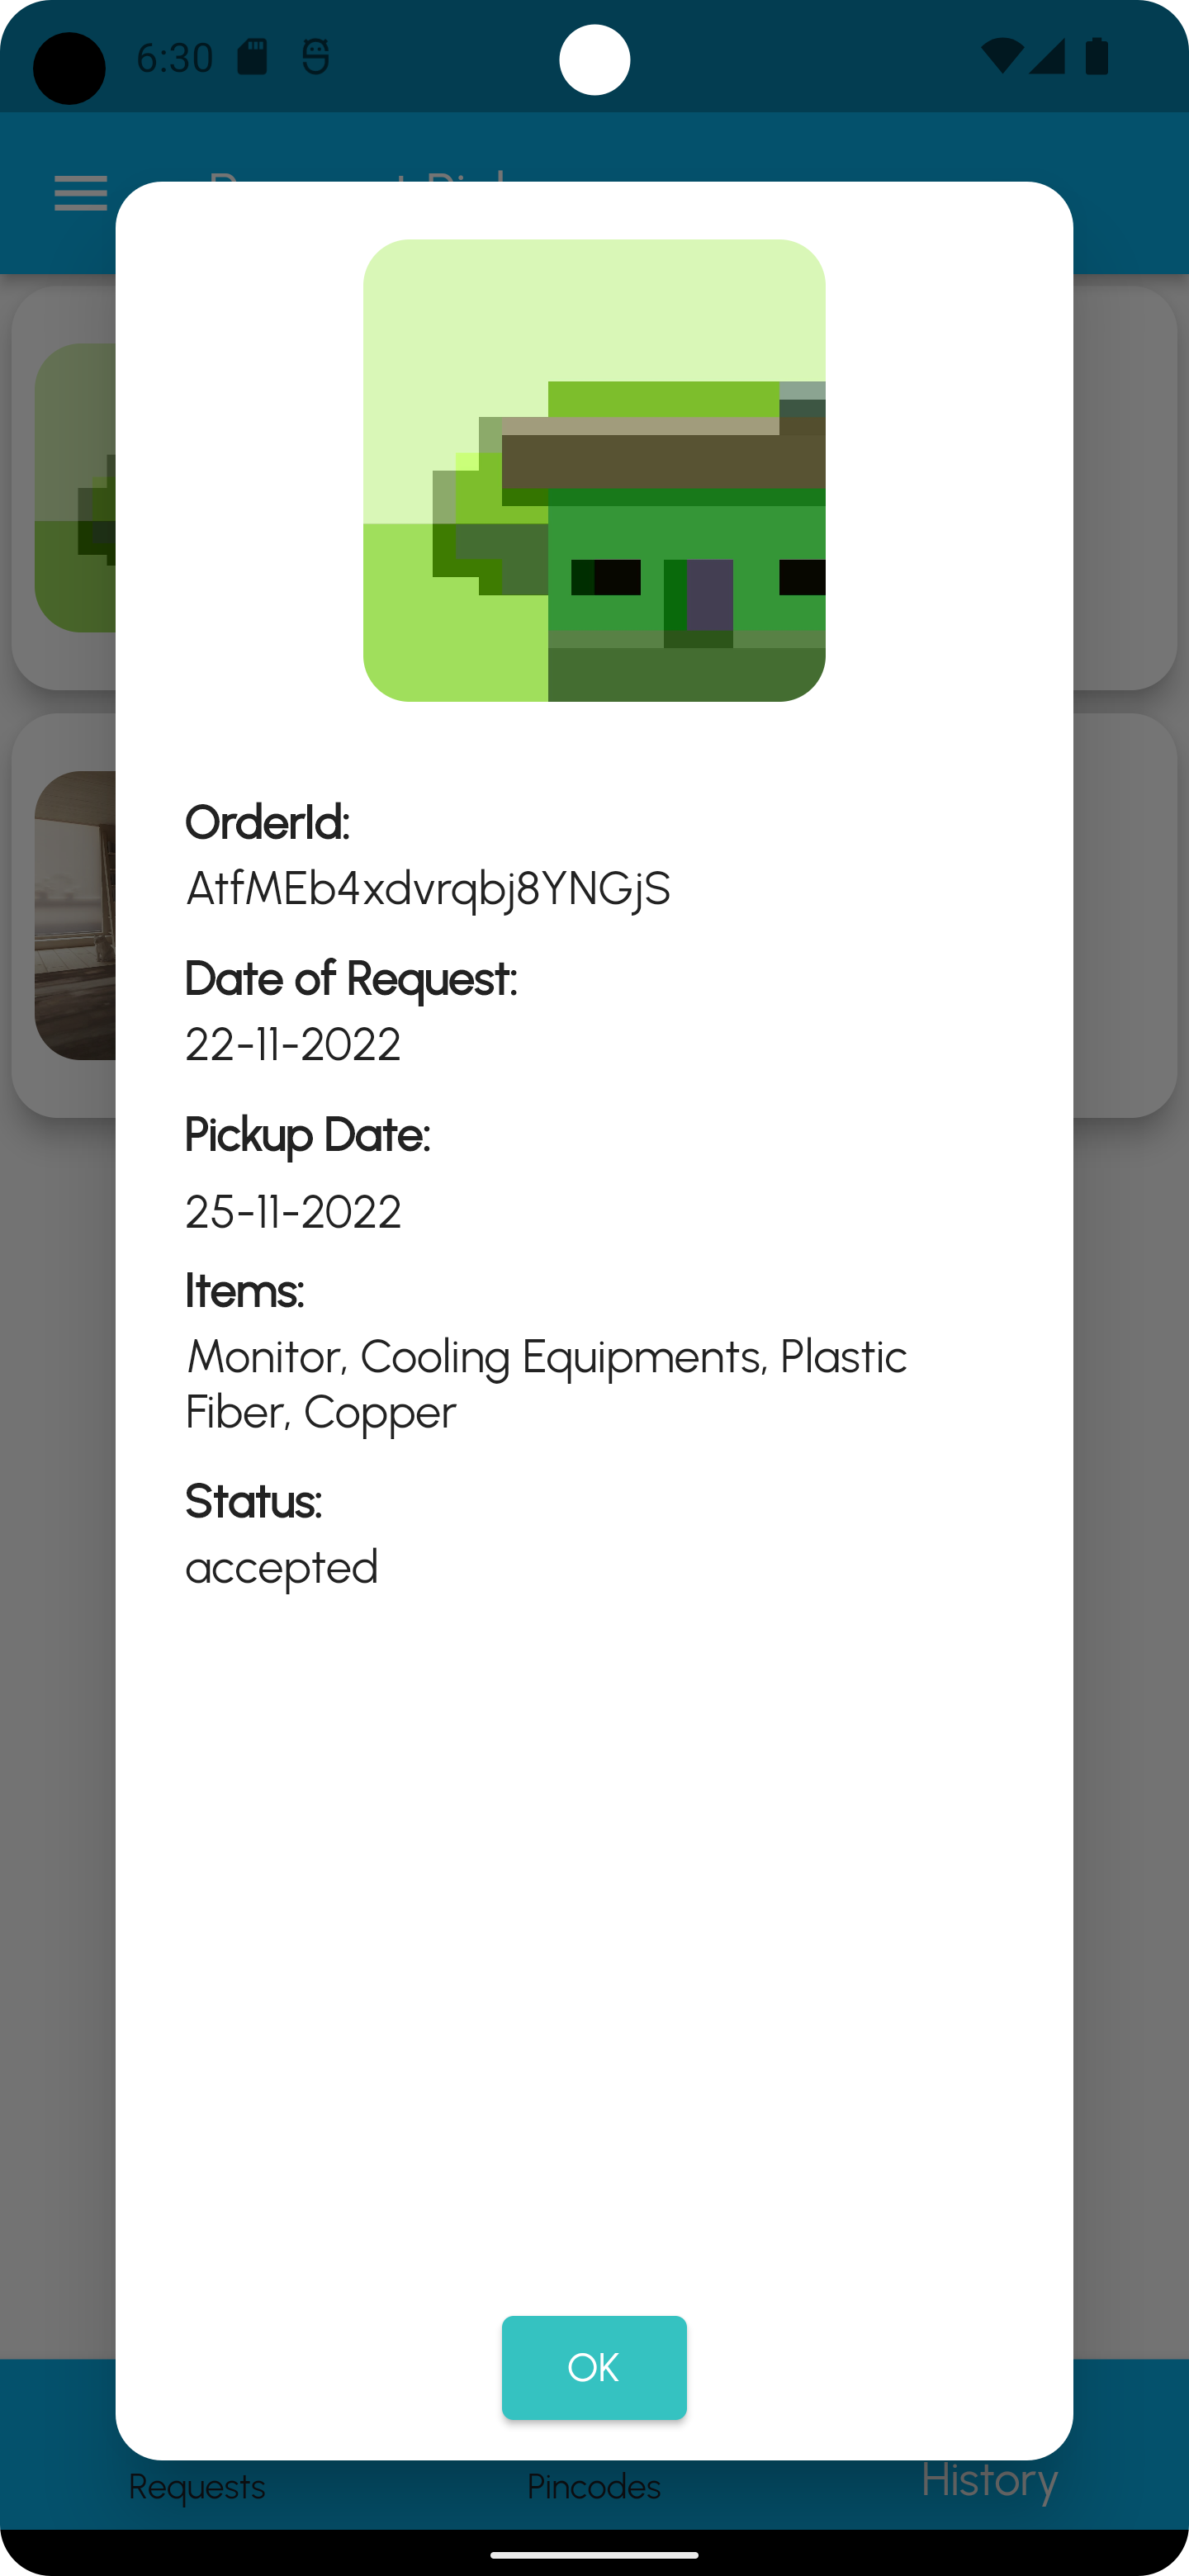 6:30
OrderId:
AtfMEb4xdvrqbj8YNGjS
Date of Request:
22-11-2022
Pickup Date:
25-11-2022
Items:
Monitor, Cooling Equipments, Plastic
Fiber, Copper
Status:
accepted
OK
Requests
Pincodes
History